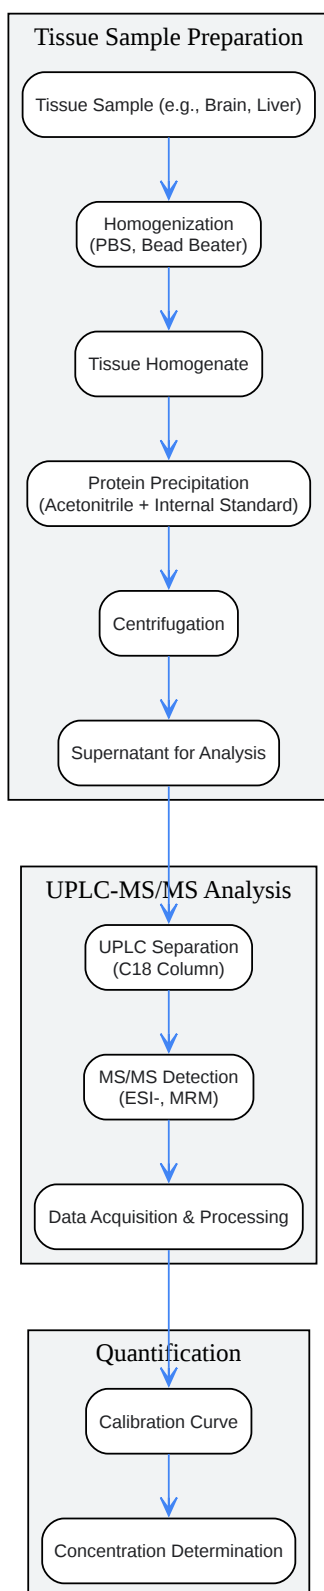 Tissue Sample Preparation
Tissue Sample (e.g., Brain, Liver)
Homogenization
(PBS, Bead Beater)
Tissue Homogenate
Protein Precipitation
(Acetonitrile + Internal Standard)
Centrifugation
Supernatant for Analysis
UPLC-MS/MS Analysis
UPLC Separation
(C18 Column)
MS/MS Detection
(ESI-, MRM)
Data Acquisition & Processing
Quantification
Calibration Curve
Concentration Determination